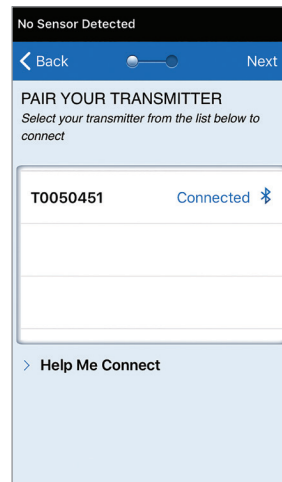 No Sensor Detected
Back Next
PAIR YOUR TRANSMITTER
Select your transmitter from the list below to
connect
T0050451 Connected
Help Me Connect